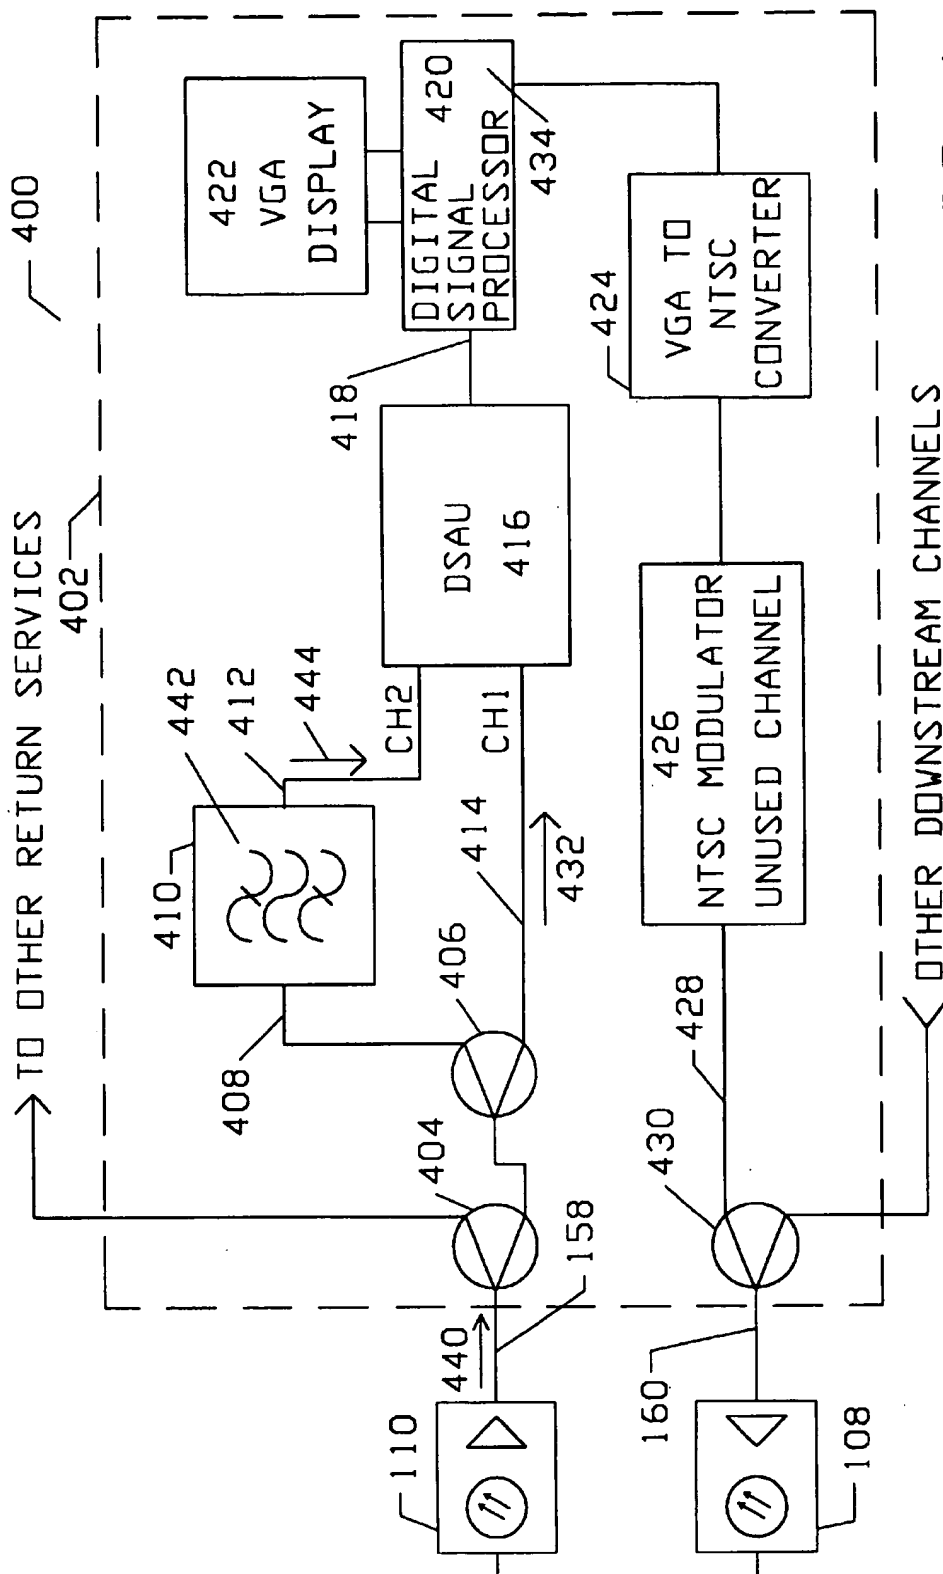 400
402
TO OTHER RETURN SERVICES
422
VGA
DISPLAY
DIGITAL 420
SIGNAL
PROCESSOR
434
418
DSAU
416
442
412
444
410
CH2
CH1
414
432
408
406
404
440
158
110
424
VGA TO
NTSC
CONVERTER
426
NTSC MODULATOR
UNUSED CHANNEL
428
430
160
108
OTHER DOWNSTREAM CHANNELS